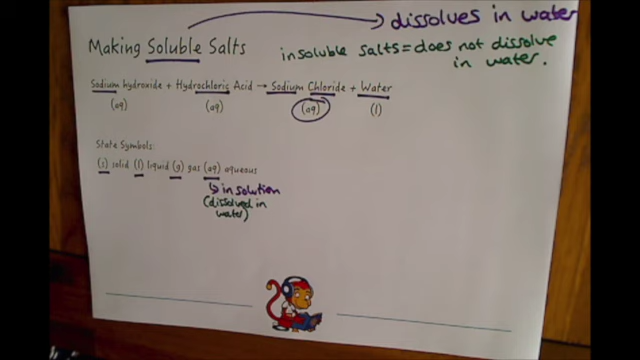 dissolves in water
Making Soluble Salts
insoluble salts = does not dissolve
in water.
Sodium hydroxide + Hydrochloric Acid → Sodium Chloride + Water
(aq) (aq) (aq) (l)
State Symbols:
(s) solid (l) liquid (g) gas (aq) aqueous
↳ in solution
(dissolved in
water)